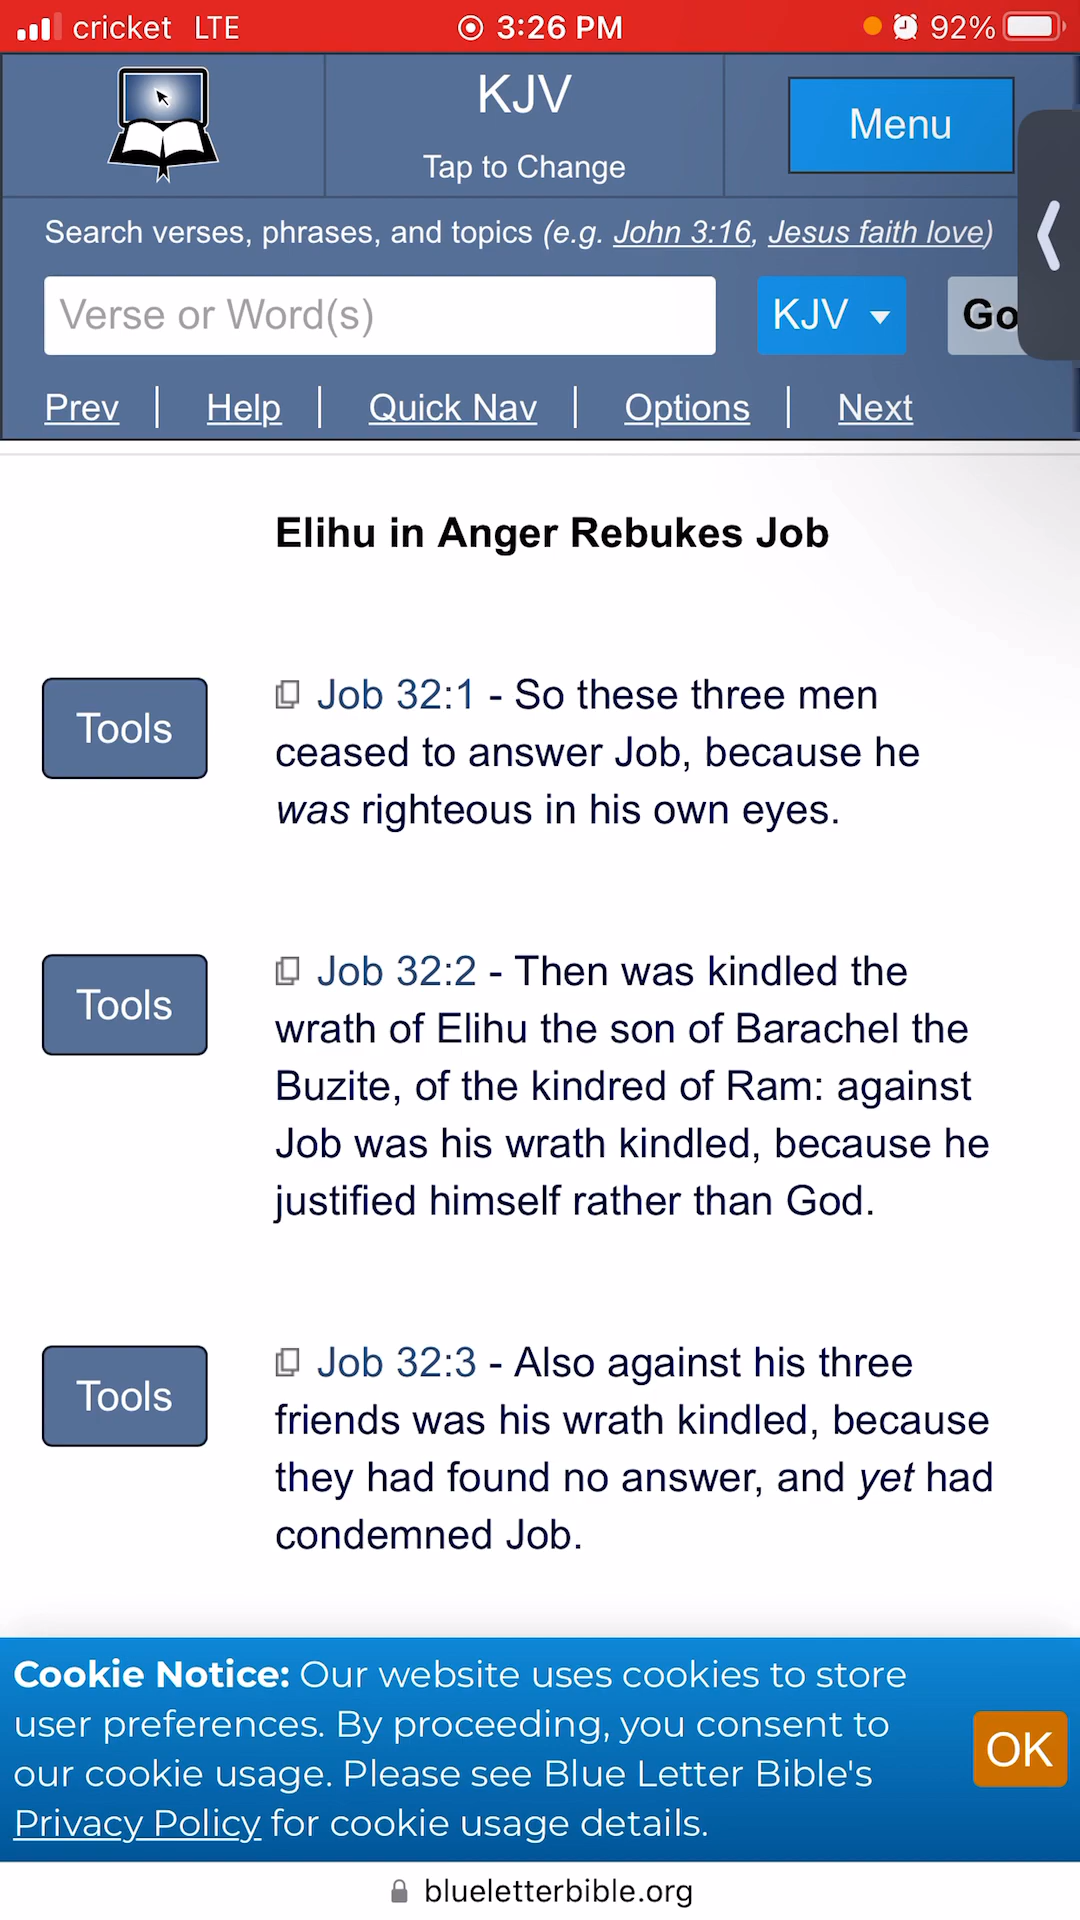 cricket LTE 3:26 PM 92%
KJV
Tap to Change
Menu
Search verses, phrases, and topics (e.g. John 3:16, Jesus faith love)
Verse or Word(s) KJV Go
Prev | Help | Quick Nav | Options | Next
Elihu in Anger Rebukes Job
Tools
Job 32:1 - So these three men
ceased to answer Job, because he
was righteous in his own eyes.
Tools
Job 32:2 - Then was kindled the
wrath of Elihu the son of Barachel the
Buzite, of the kindred of Ram: against
Job was his wrath kindled, because he
justified himself rather than God.
Tools
Job 32:3 - Also against his three
friends was his wrath kindled, because
they had found no answer, and yet had
condemned Job.
Cookie Notice: Our website uses cookies to store
user preferences. By proceeding, you consent to
our cookie usage. Please see Blue Letter Bible's
Privacy Policy for cookie usage details.
OK
blueletterbible.org